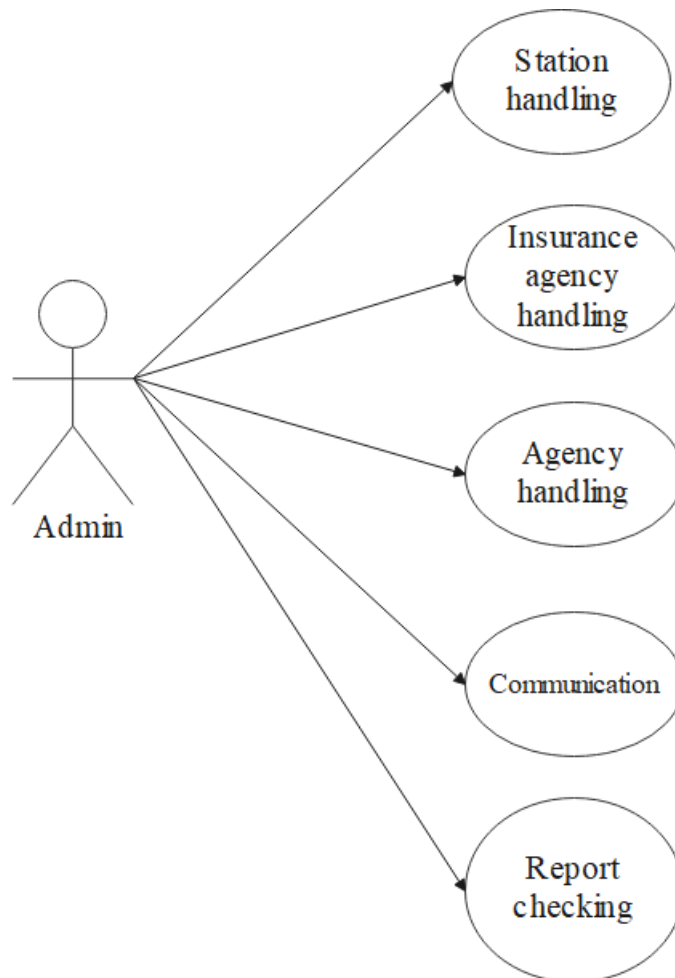 Station
handling
Insurance
agency
handling
Agency
handling
Admin
Communication
Report
checking